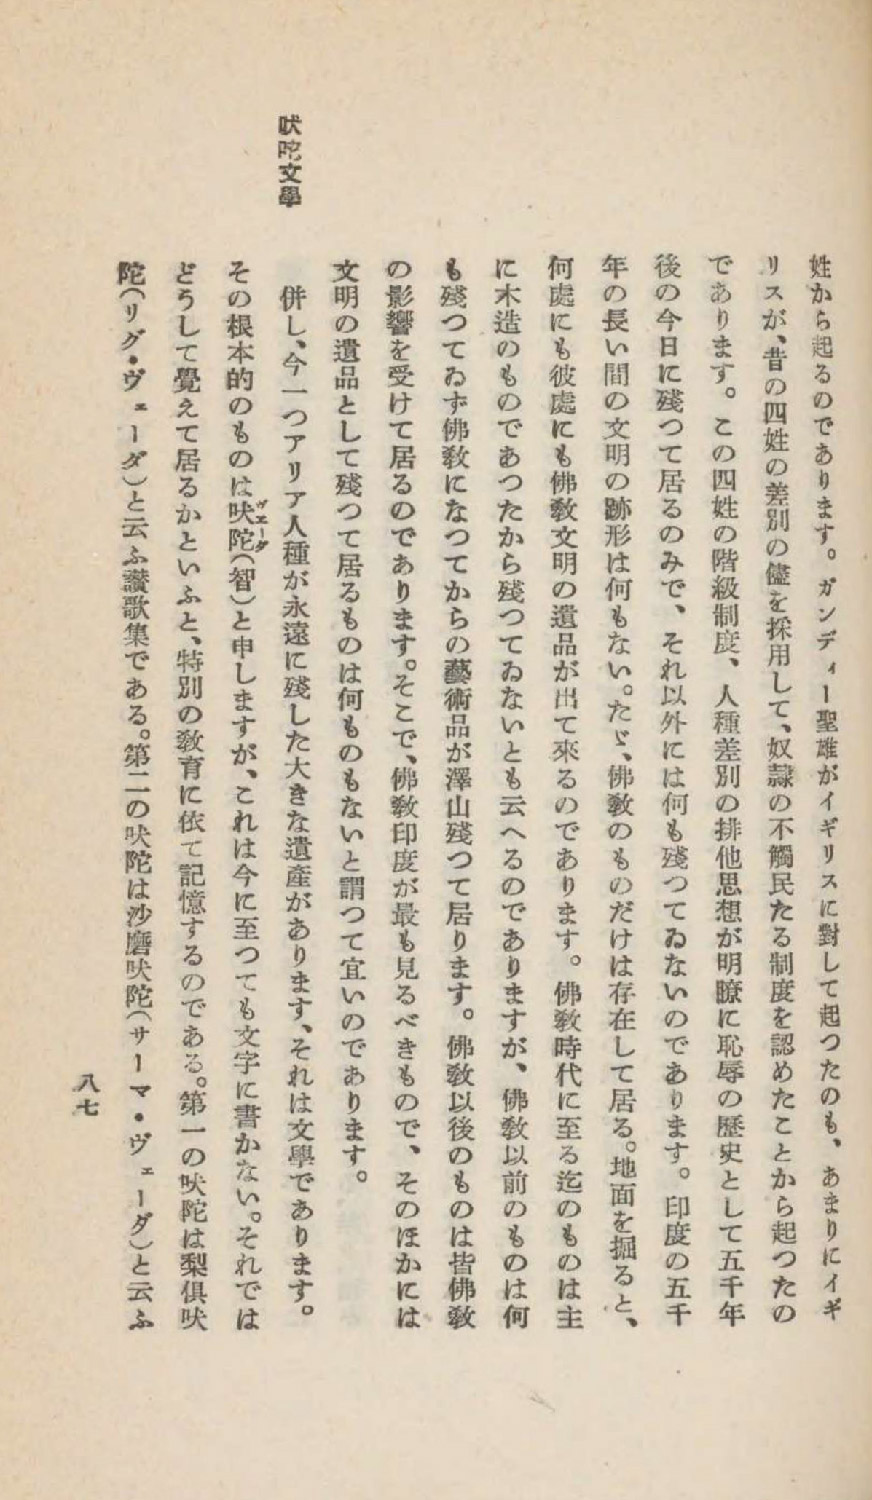 姓から起るのであります。ガンディー聖雄がイギリスに對して起つたのも、あまりにイギ
リスが、昔の四姓の差別の儘を採用して、奴隷の不觸民たる制度を認めたことから起つたの
であります。この四姓の階級制度、人種差別の排他思想が明瞭に恥辱の歷史として五千年
後の今日に殘つて居るのみで、それ以外には何も殘つてゐないのであります。印度の五千
年の長い間の文明の跡形は何もない。たゞ、佛敎のものだけは存在して居る。地面を掘ると、
何處にも彼處にも佛敎文明の遺品が出て來るのであります。佛敎時代に至る迄のものは主
に木造のものであつたから殘つてゐないとも云へるのでありますが、佛敎以前のものは何
も殘つてゐず佛敎になつてからの藝術品が澤山殘つて居ります。佛敎以後のものは皆佛敎
の影響を受けて居るのであります。そこで、佛敎印度が最も見るべきもので、そのほかには
文明の遺品として殘つて居るものは何ものもないと謂つて宜いのであります。
吠陀文學
併し、今一つアリア人種が永遠に殘した大きな遺產があります、それは文學であります。
その根本的のものは吠陀(智)と申しますが、これは今に至つても文字に書かない。それでは
ヴエーダ
どうして覺えて居るかといふと、特別の敎育に依て記憶するのである。第一の吠陀は梨俱吠
陀(リグ・ヴェーダ)と云ふ讃歌集である。第二の吠陀は沙磨吠陀(サーマ・ヴェーダ)と云ふ
八七